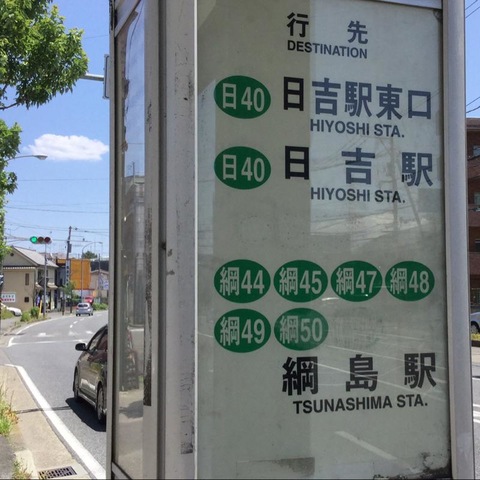 行先
DESTINATION
日40 日吉駅東口
HIYOSHI STA.
日40 日吉駅
HIYOSHI STA.
綱44 綱45 綱47 綱48
綱49 綱50
綱島駅
TSUNASHIMA STA.